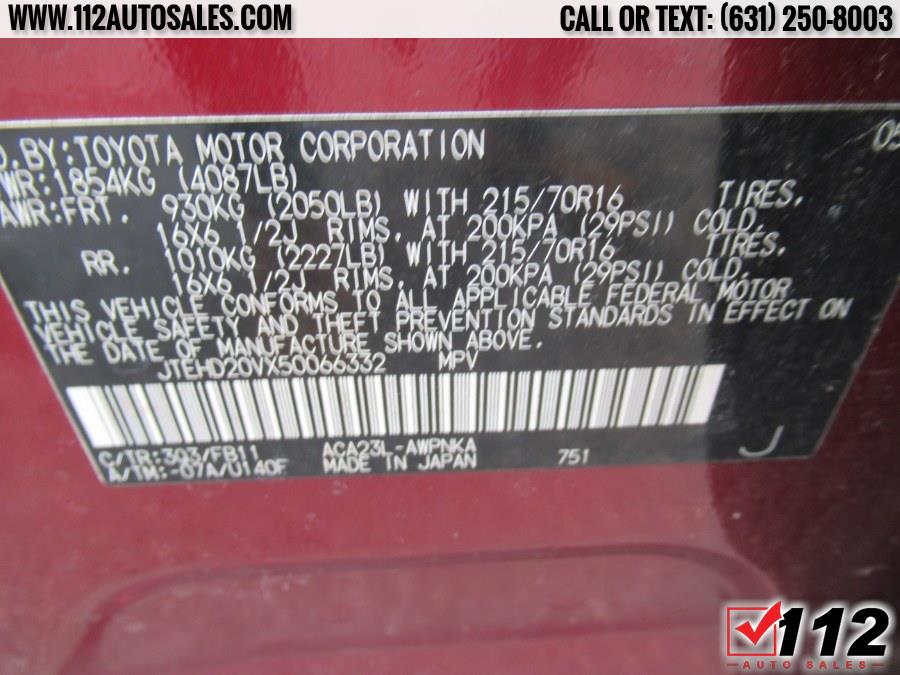 WWW.112AUTOSALES.COM
CALL OR TEXT: (631) 250-8003
D.BY:TOYOTA MOTOR CORPORATION 05
WR:1854KG (4087LB)
AWR:FRT. 930KG (2050LB) WITH 215/70R16 TIRES,
16X6 1/2J RIMS, AT 200KPA (29PSI) COLD.
RR. 1010KG (2227LB) WITH 215/70R16 TIRES,
16X6 1/2J RIMS, AT 200KPA (29PSI) COLD.
THIS VEHICLE CONFORMS TO ALL APPLICABLE FEDERAL MOTOR
VEHICLE SAFETY AND THEFT PREVENTION STANDARDS IN EFFECT ON
THE DATE OF MANUFACTURE SHOWN ABOVE.
JTEHD20VX50066332 MPV
C/TR:3Q3/FB11 ACA23L-AWPNKA
A/TM:-07A/U140F MADE IN JAPAN 751 J
112
AUTO SALES